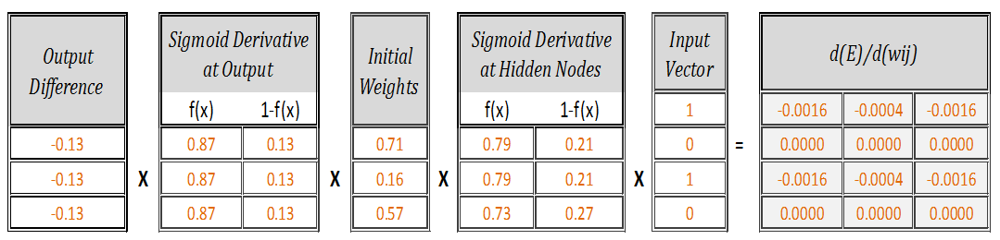 Output Difference
Sigmoid Derivative at Output
Initial Weights
Sigmoid Derivative at Hidden Nodes
Input Vector
d(E)/d(wij)
f(x) 1-f(x) f(x) 1-f(x) 1 -0.0016 -0.0004 -0.0016
-0.13 0.87 0.13 0.71 0.79 0.21 0 = 0.0000 0.0000 0.0000
-0.13 X 0.87 0.13 X 0.16 X 0.79 0.21 X 1 -0.0016 -0.0004 -0.0016
-0.13 0.87 0.13 0.57 0.73 0.27 0 0.0000 0.0000 0.0000